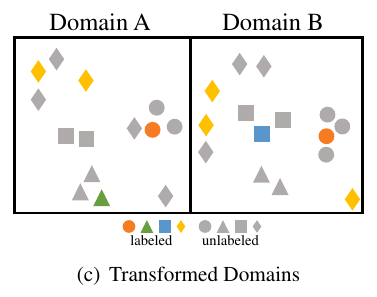 Domain A
Domain B
labeled
unlabeled
(c) Transformed Domains